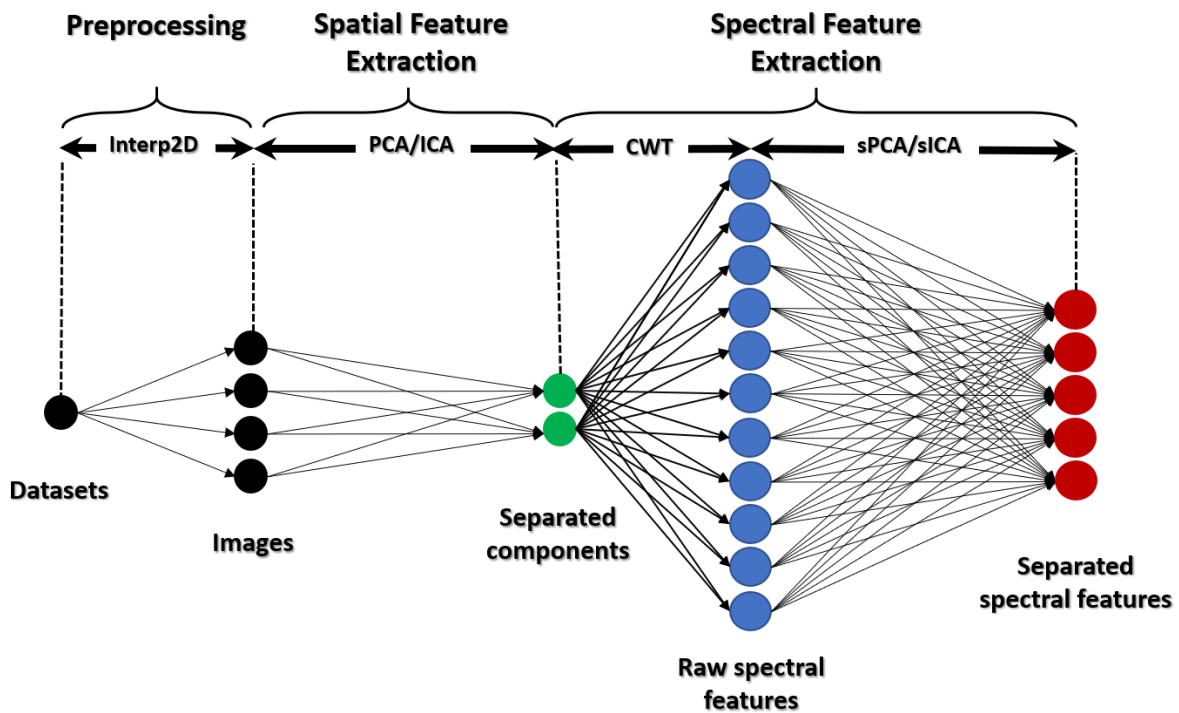 Preprocessing
Spatial Feature
Extraction
Spectral Feature
Extraction
Interp2D
PCA/ICA
CWT
sPCA/sICA
Datasets
Images
Separated
components
Raw spectral
features
Separated
spectral features